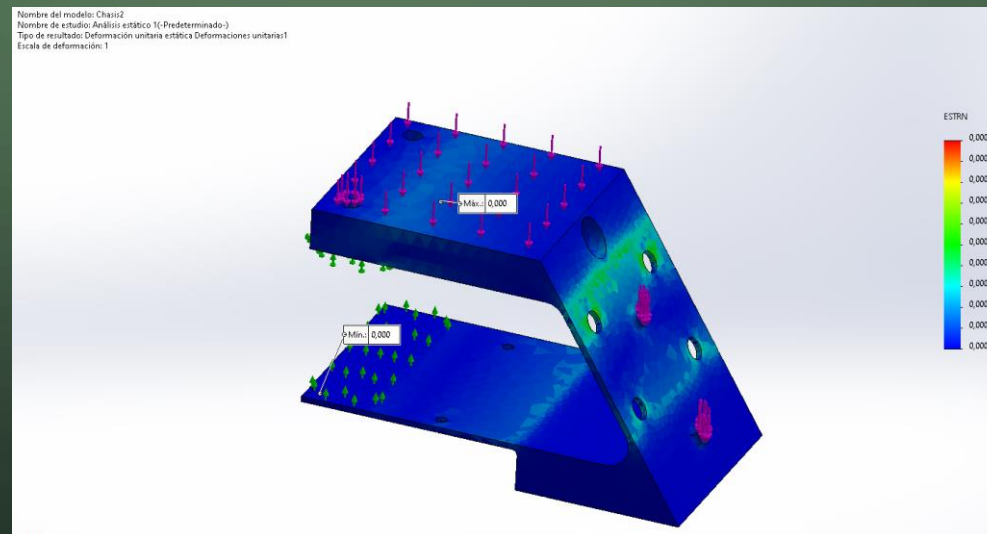 Nombre del modelo: Chasis2
Nombre de estudio: Análisis estático 1(-Predeterminado-)
Tipo de resultado: Deformación unitaria estática Deformaciones unitarias1
Escala de deformación: 1
ESTRN
0,000
0,000
0,000
0,000
0,000
0,000
0,000
0,000
0,000
0,000
0,000
Máx.: 0,000
Mín.: 0,000